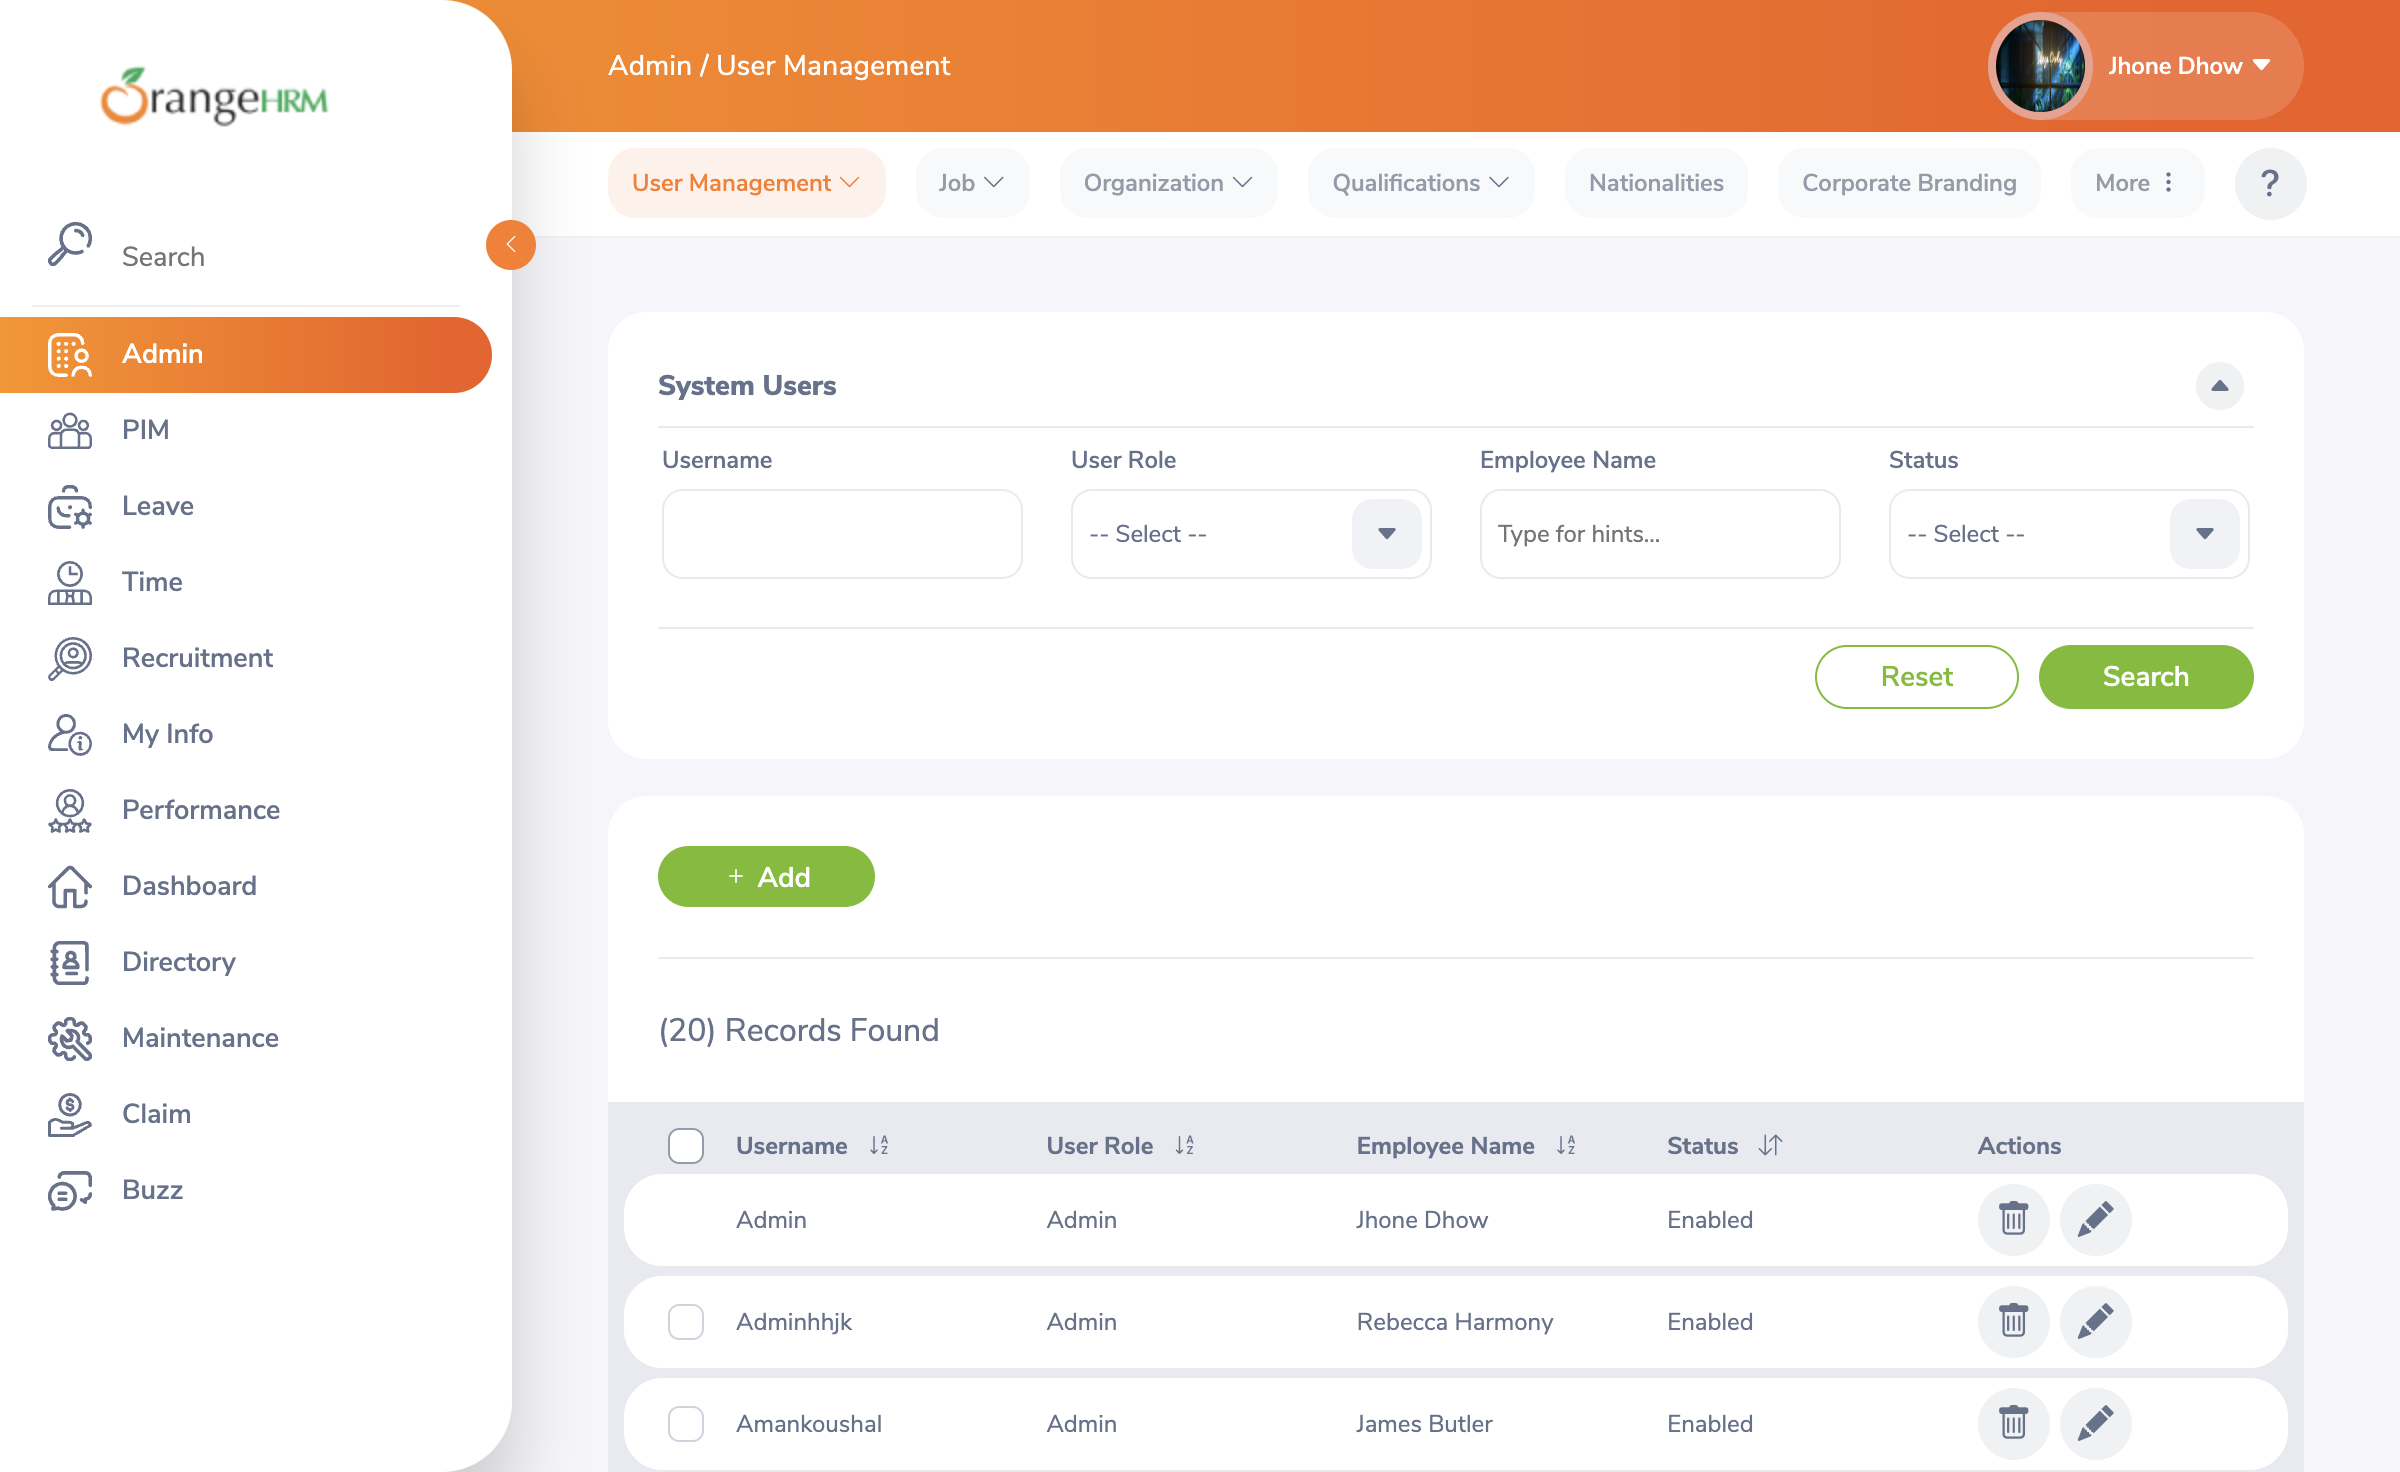 OrangeHRM
Admin / User Management
Jhone Dhow
User Management
Job
Organization
Qualifications
Nationalities
Corporate Branding
More
?
Search
Admin
PIM
Leave
Time
Recruitment
My Info
Performance
Dashboard
Directory
Maintenance
Claim
Buzz
System Users
Username
User Role
Employee Name
Status
-- Select --
Type for hints...
-- Select --
Reset
Search
+ Add
(20) Records Found
Username
User Role
Employee Name
Status
Actions
Admin Admin Jhone Dhow Enabled
Adminhhjk Admin Rebecca Harmony Enabled
Amankoushal Admin James Butler Enabled